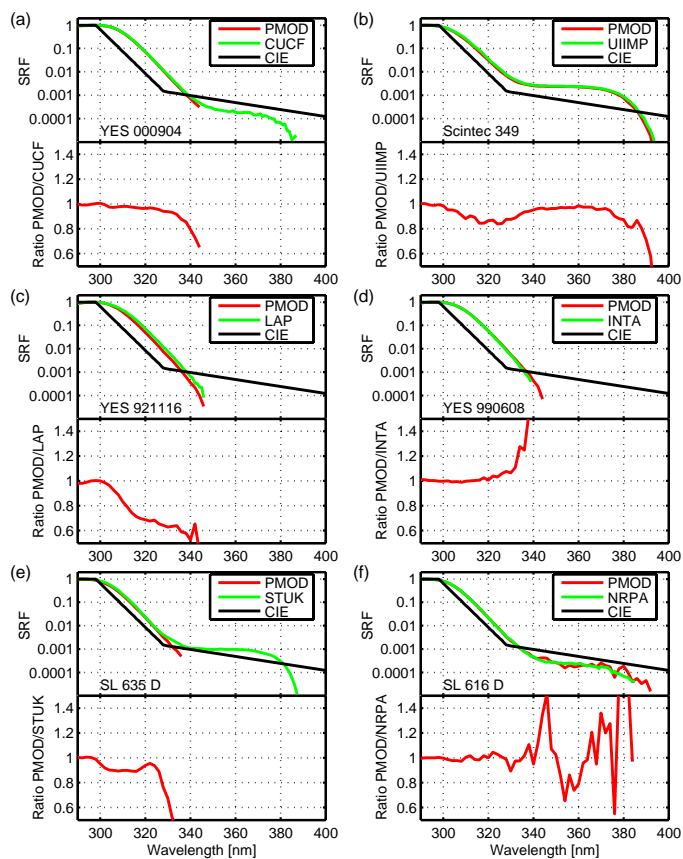 (a)
SRF
1
0.1
0.01
0.001
0.0001
PMOD
CUCF
CIE
YES 000904
Ratio PMOD/CUCF
1.4
1.2
1
0.8
0.6
300 320 340 360 380 400
(b)
SRF
1
0.1
0.01
0.001
0.0001
PMOD
UIIMP
CIE
Scintec 349
Ratio PMOD/UIIMP
1.4
1.2
1
0.8
0.6
300 320 340 360 380 400
(c)
SRF
1
0.1
0.01
0.001
0.0001
PMOD
LAP
CIE
YES 921116
Ratio PMOD/LAP
1.4
1.2
1
0.8
0.6
300 320 340 360 380 400
(d)
SRF
1
0.1
0.01
0.001
0.0001
PMOD
INTA
CIE
YES 990608
Ratio PMOD/INTA
1.4
1.2
1
0.8
0.6
300 320 340 360 380 400
(e)
SRF
1
0.1
0.01
0.001
0.0001
PMOD
STUK
CIE
SL 635 D
Ratio PMOD/STUK
1.4
1.2
1
0.8
0.6
300 320 340 360 380 400
Wavelength [nm]
(f)
SRF
1
0.1
0.01
0.001
0.0001
PMOD
NRPA
CIE
SL 616 D
Ratio PMOD/NRPA
1.4
1.2
1
0.8
0.6
300 320 340 360 380 400
Wavelength [nm]